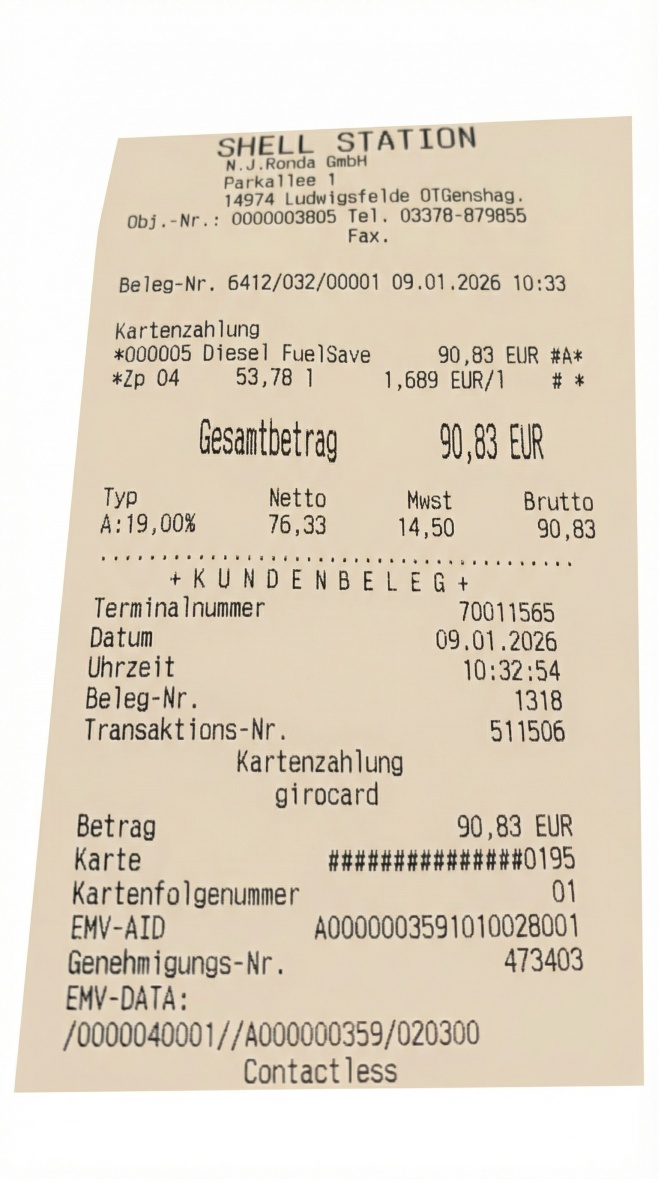 SHELL STATION
N.J.Ronda GmbH
Parkallee 1
14974 Ludwigsfelde OTGenshag.
Obj.-Nr.: 0000003805 Tel. 03378-879855
Fax.
Beleg-Nr. 6412/032/00001 09.01.2026 10:33
Kartenzahlung
*000005 Diesel FuelSave 90,83 EUR #A*
*Zp 04 53,78 l 1,689 EUR/l # *
Gesamtbetrag 90,83 EUR
Typ Netto Mwst Brutto
A:19,00% 76,33 14,50 90,83
..........................................
+ K U N D E N B E L E G +
Terminalnummer 70011565
Datum 09.01.2026
Uhrzeit 10:32:54
Beleg-Nr. 1318
Transaktions-Nr. 511506
Kartenzahlung
girocard
Betrag 90,83 EUR
Karte ###############0195
Kartenfolgenummer 01
EMV-AID A0000003591010028001
Genehmigungs-Nr. 473403
EMV-DATA:
/0000040001//A000000359/020300
Contactless